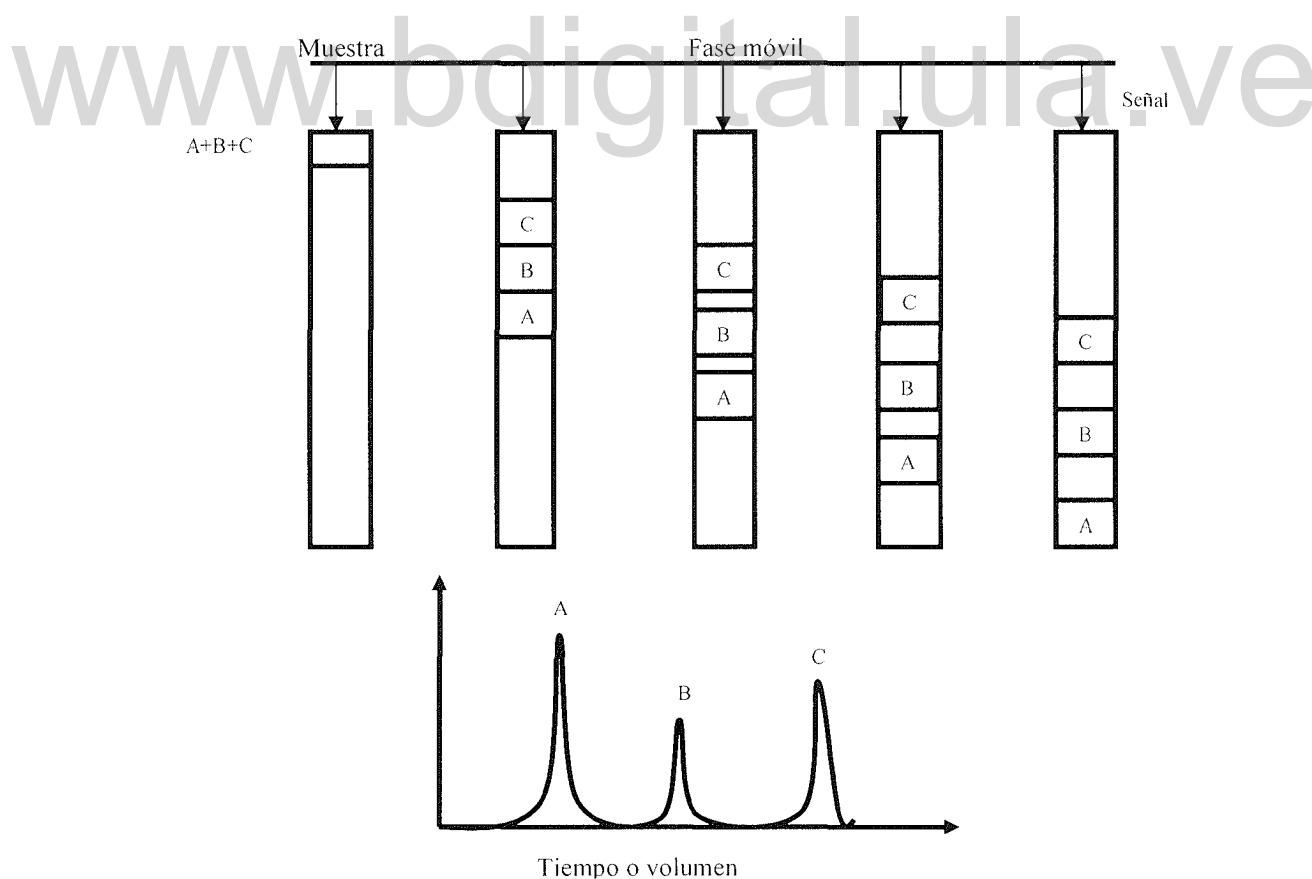 www.bdigital.ula.ve
Muestra
Fase móvil
Señal
A+B+C
C
B
A
C
B
A
C
B
A
C
B
A
A
B
C
Tiempo o volumen